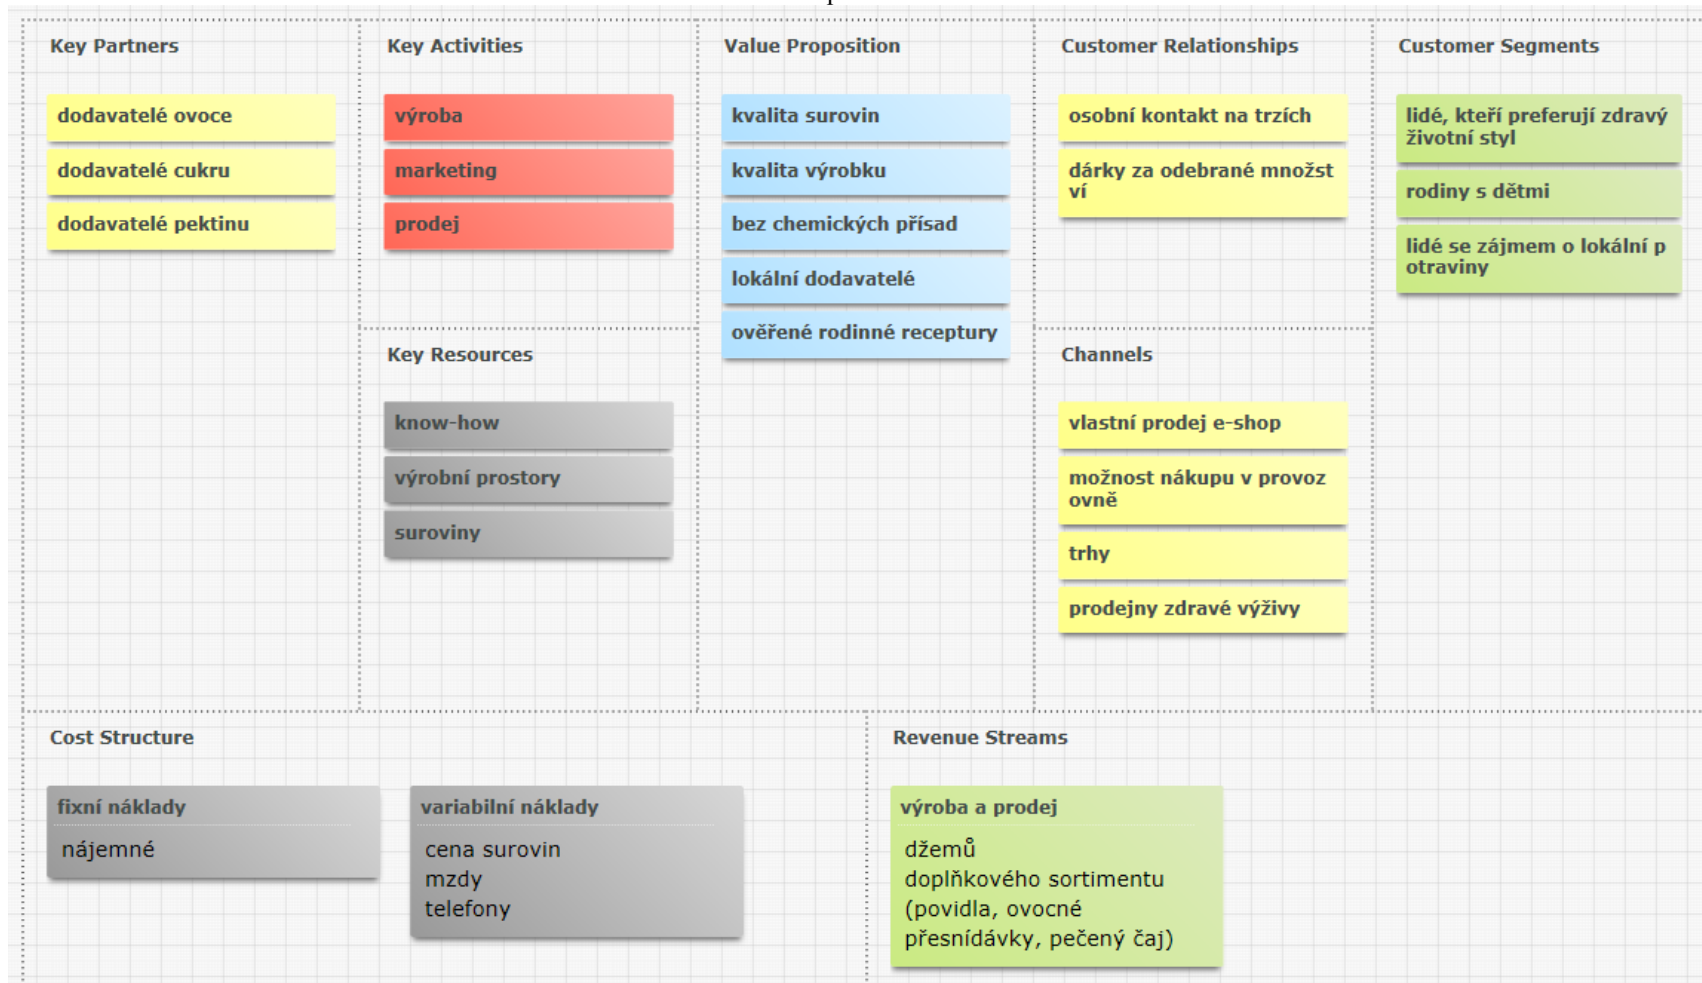 Key Partners
dodavatelé ovoce
dodavatelé cukru
dodavatelé pektinu
Key Activities
výroba
marketing
prodej
Key Resources
know-how
výrobní prostory
suroviny
Value Proposition
kvalita surovin
kvalita výrobku
bez chemických přísad
lokální dodavatelé
ověřené rodinné receptury
Customer Relationships
osobní kontakt na trzích
dárky za odebrané množst
ví
Channels
vlastní prodej e-shop
možnost nákupu v provoz
ovně
trhy
prodejny zdravé výživy
Customer Segments
lidé, kteří preferují zdravý
životní styl
rodiny s dětmi
lidé se zájmem o lokální p
otraviny
Cost Structure
fixní náklady
nájemné
variabilní náklady
cena surovin
mzdy
telefony
Revenue Streams
výroba a prodej
džemů
doplňkového sortimentu
(povidla, ovocné
přesnídávky, pečený čaj)